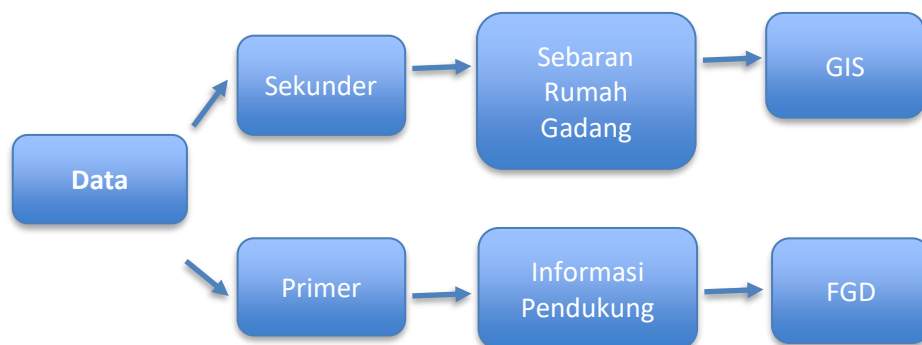 Data
Sekunder
Sebaran
Rumah
Gadang
GIS
Primer
Informasi
Pendukung
FGD